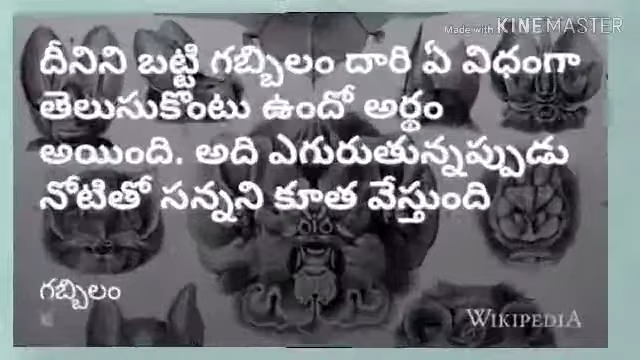 Made with KINEMASTER
దీనిని బట్టి గబ్బిలం దారి ఏ విధంగా
తెలుసుకొంటు ఉందో అర్థం
అయింది. అది ఎగురుతున్నప్పుడు
నోటితో సన్నని కూత వేస్తుంది
గబ్బిలం
WIKIPEDIA